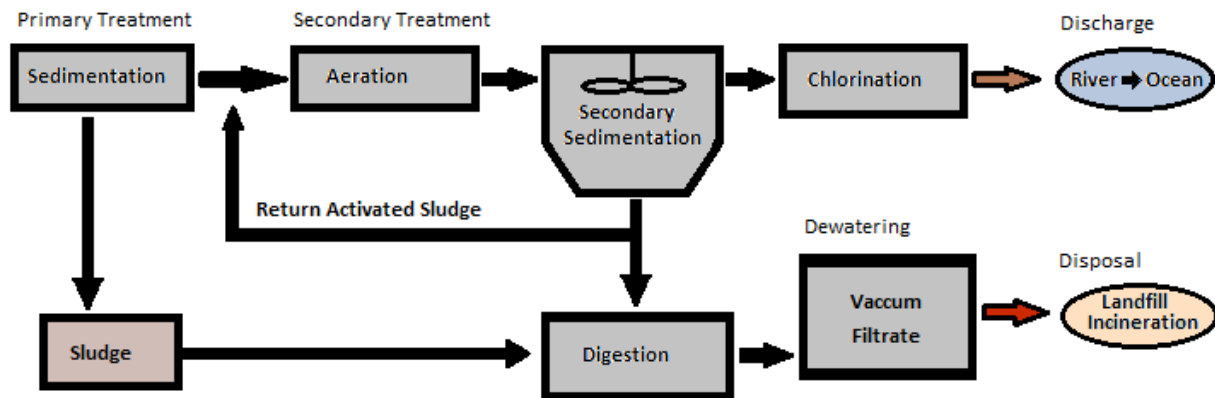 Primary Treatment
Secondary Treatment
Discharge
Sedimentation
Aeration
Secondary
Sedimentation
Chlorination
River
Ocean
Return Activated Sludge
Dewatering
Disposal
Sludge
Digestion
Vaccum
Filtrate
Landfill
Incineration